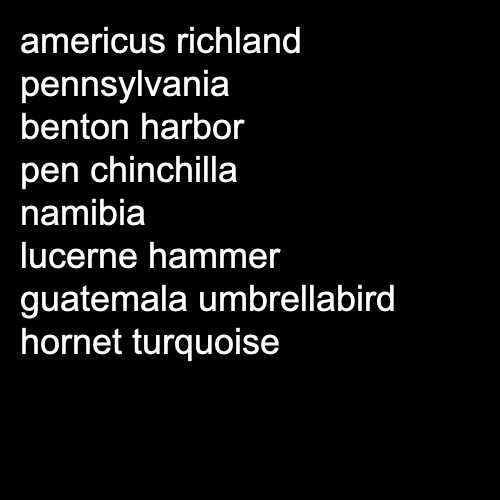 americus richland
pennsylvania
benton harbor
pen chinchilla
namibia
lucerne hammer
guatemala umbrellabird
hornet turquoise